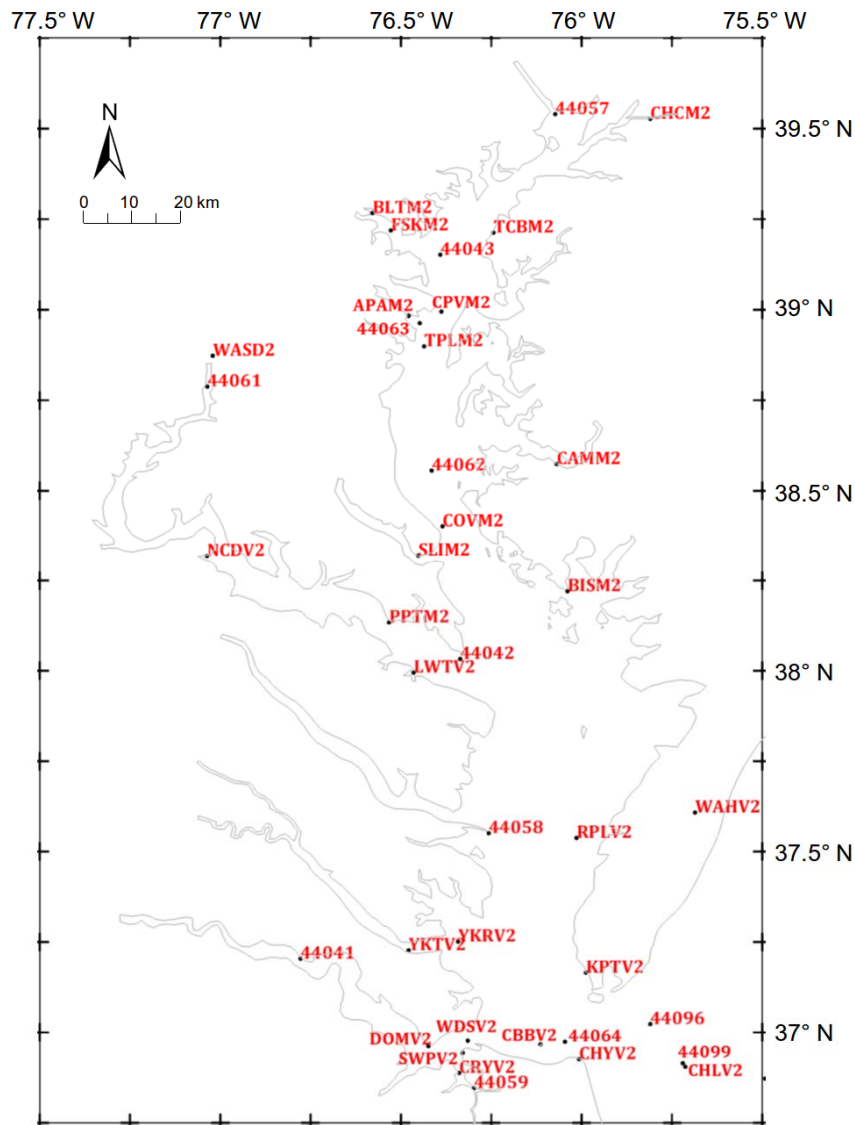 77.5° W 77° W 76.5° W 76° W 75.5° W
44057 CHCM2
N
39.5° N
0 10 20 km
BLTM2
FSKM2 TCBM2
44043
APAM2 CPVM2 39° N
44063
TPLM2
WASD2
44061
44062 CAMM2
38.5° N
COVM2
NCDV2 SLIM2
BISM2
PPTM2
44042
LWTV2 38° N
WAHV2
44058 RPLV2
37.5° N
YKTV2 YKRV2
44041
KPTV2
44096
WDSV2 37° N
DOMV2 CBBV2 44064
SWPV2 CHYV2 44099
CRYV2 CHLV2
44059